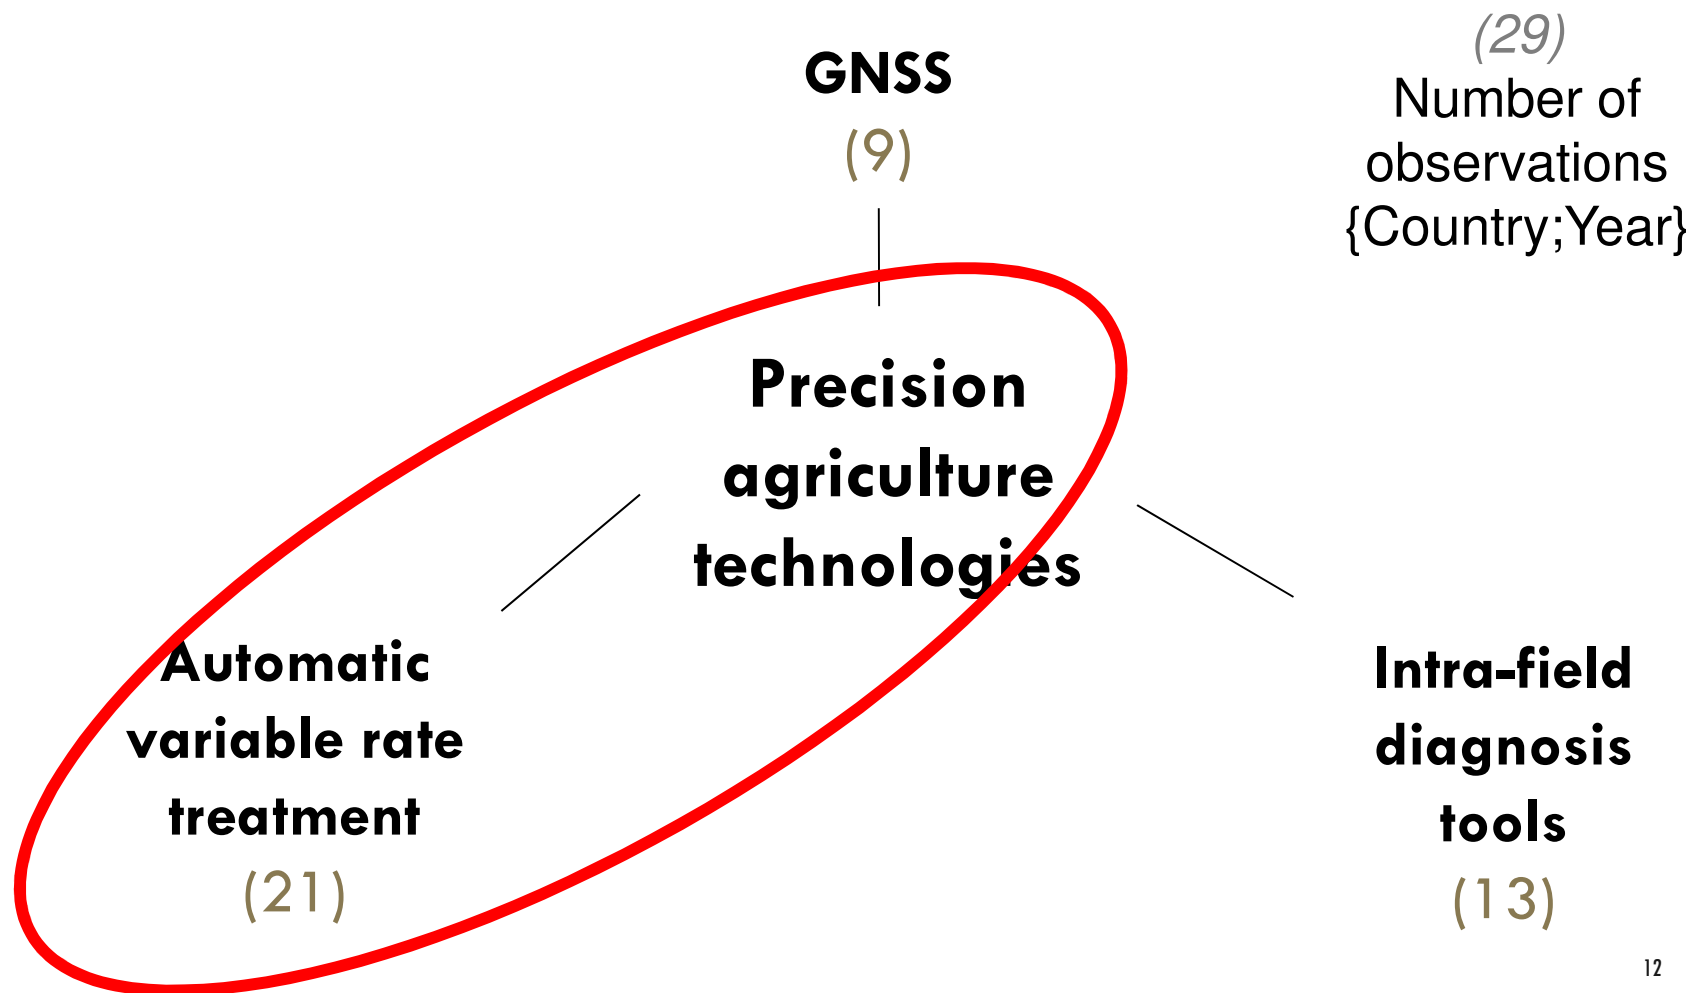 GNSS
(9)
(29)
Number of
observations
{Country;Year}
Precision
agriculture
technologies
Automatic
variable rate
treatment
(21)
Intra-field
diagnosis
tools
(13)
12